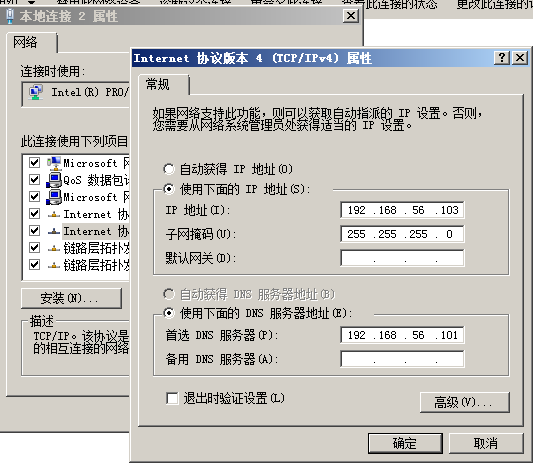 此连接的状态
更改此连接的
本地连接 2 属性
网络
连接时使用:
Intel(R) PRO/
此连接使用下列项目
Microsoft
QoS 数据包
Microsoft
Internet 协
Internet 协
链路层拓扑发
链路层拓扑发
安装(N)...
描述
TCP/IP。该协议是
的相互连接的网络
Internet 协议版本 4 (TCP/IPv4) 属性
常规
如果网络支持此功能，则可以获取自动指派的 IP 设置。否则，
您需要从网络系统管理员处获得适当的 IP 设置。
自动获得 IP 地址(O)
使用下面的 IP 地址(S):
IP 地址(I): 192 .168 . 56 .103
子网掩码(U): 255 .255 .255 . 0
默认网关(D): . . .
自动获得 DNS 服务器地址(B)
使用下面的 DNS 服务器地址(E):
首选 DNS 服务器(P): 192 .168 . 56 .101
备用 DNS 服务器(A): . . .
退出时验证设置(L)
高级(V)...
确定
取消